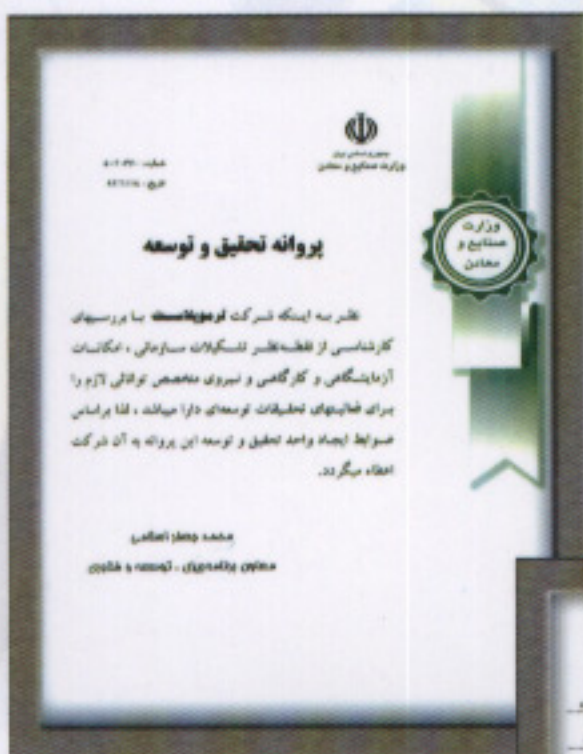 جمهوری اسلامی ایران
وزارت صنایع و معادن
شماره:
تاریخ:
وزارت
صنایع و
معادن
پروانه تحقیق و توسعه
نظر به اینکه شرکت ترموپلاست با بررسیهای
کارشناسی از نقطه نظر تشکیلات سازمانی ، امکانات
آزمایشگاهی و کارگاهی و نیروی متخصص توانائی لازم را
برای فعالیتهای تحقیقات توسعه‌ای دارا میباشد ، لذا براساس
ضوابط ایجاد واحد تحقیق و توسعه این پروانه به آن شرکت
اعطاء میگردد.
محمد جعفر
معاون برنامه‌ریزی ، توسعه و فناوری